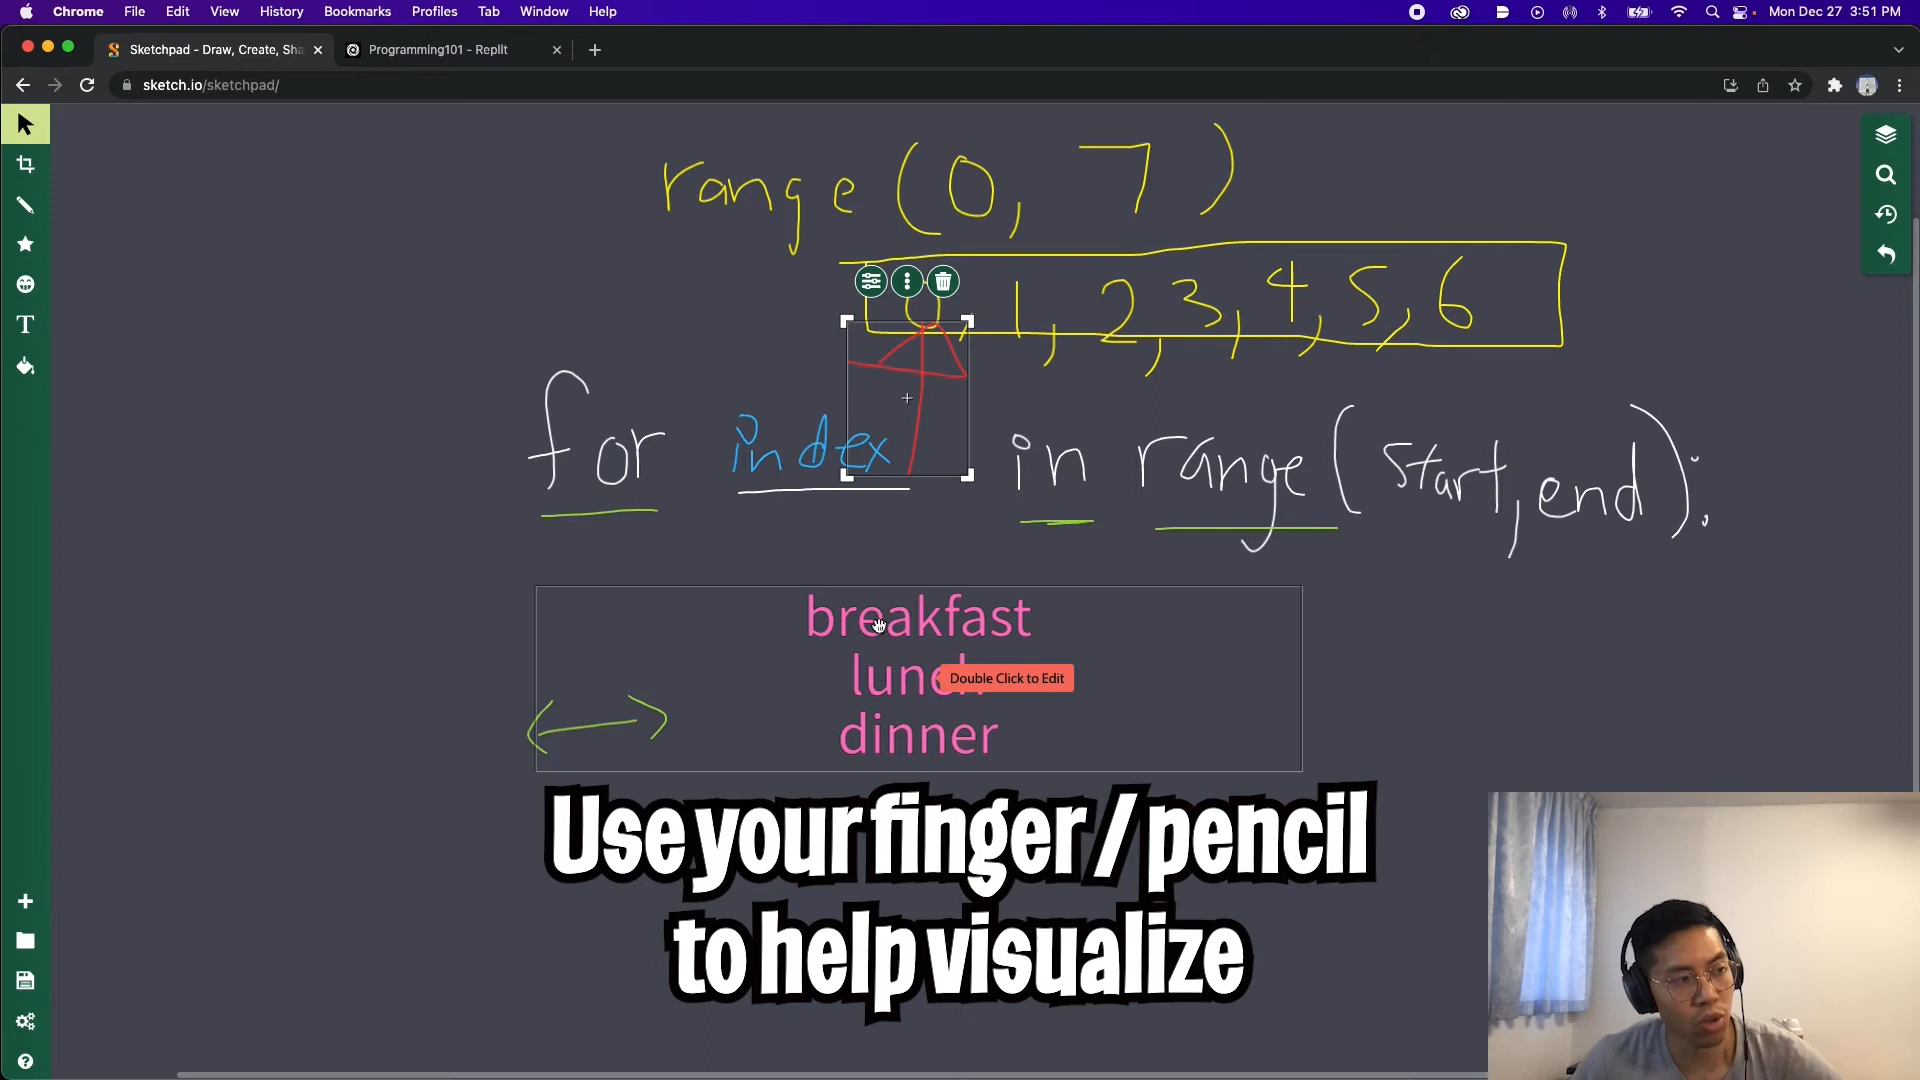 Chrome File Edit View History Bookmarks Profiles Tab Window Help Mon Dec 27 3:51 PM
Sketchpad - Draw, Create, Sha Programming101 - Replit
sketch.io/sketchpad/
range (0, 7)
0, 1, 2, 3, 4, 5, 6
for index in range(start, end):
breakfast
lunch
Double Click to Edit
dinner
Use your finger / pencil
to help visualize